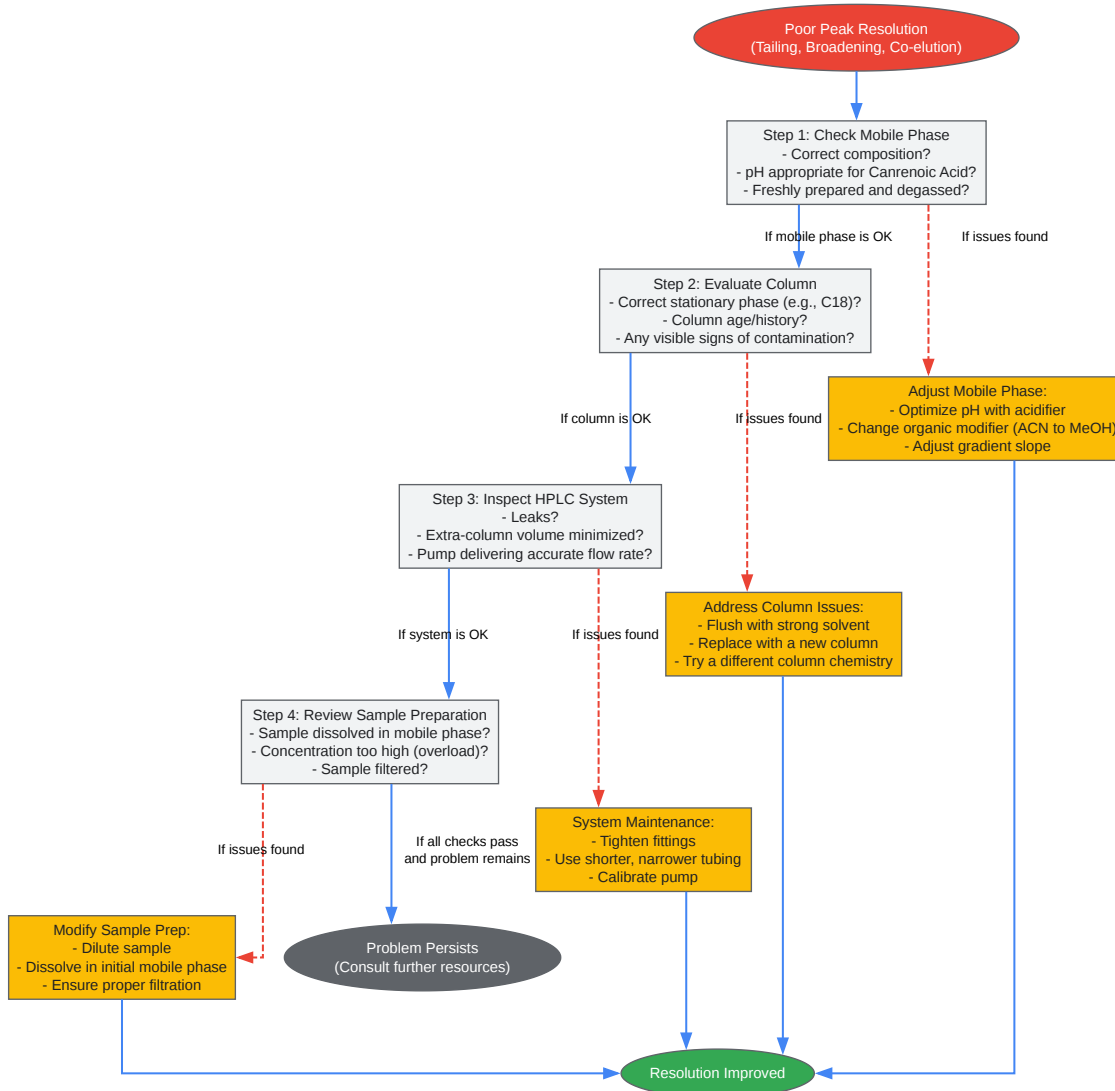 Poor Peak Resolution
(Tailing, Broadening, Co-elution)
Step 1: Check Mobile Phase
- Correct composition?
- pH appropriate for Canrenoic Acid?
- Freshly prepared and degassed?
If mobile phase is OK
If issues found
Step 2: Evaluate Column
- Correct stationary phase (e.g., C18)?
- Column age/history?
- Any visible signs of contamination?
Adjust Mobile Phase:
- Optimize pH with acidifier
- Change organic modifier (ACN to MeOH)
- Adjust gradient slope
If column is OK
If issues found
Step 3: Inspect HPLC System
- Leaks?
- Extra-column volume minimized?
- Pump delivering accurate flow rate?
Address Column Issues:
- Flush with strong solvent
- Replace with a new column
- Try a different column chemistry
If system is OK
If issues found
Step 4: Review Sample Preparation
- Sample dissolved in mobile phase?
- Concentration too high (overload)?
- Sample filtered?
System Maintenance:
- Tighten fittings
- Use shorter, narrower tubing
- Calibrate pump
If issues found
If all checks pass
and problem remains
Modify Sample Prep:
- Dilute sample
- Dissolve in initial mobile phase
- Ensure proper filtration
Problem Persists
(Consult further resources)
Resolution Improved